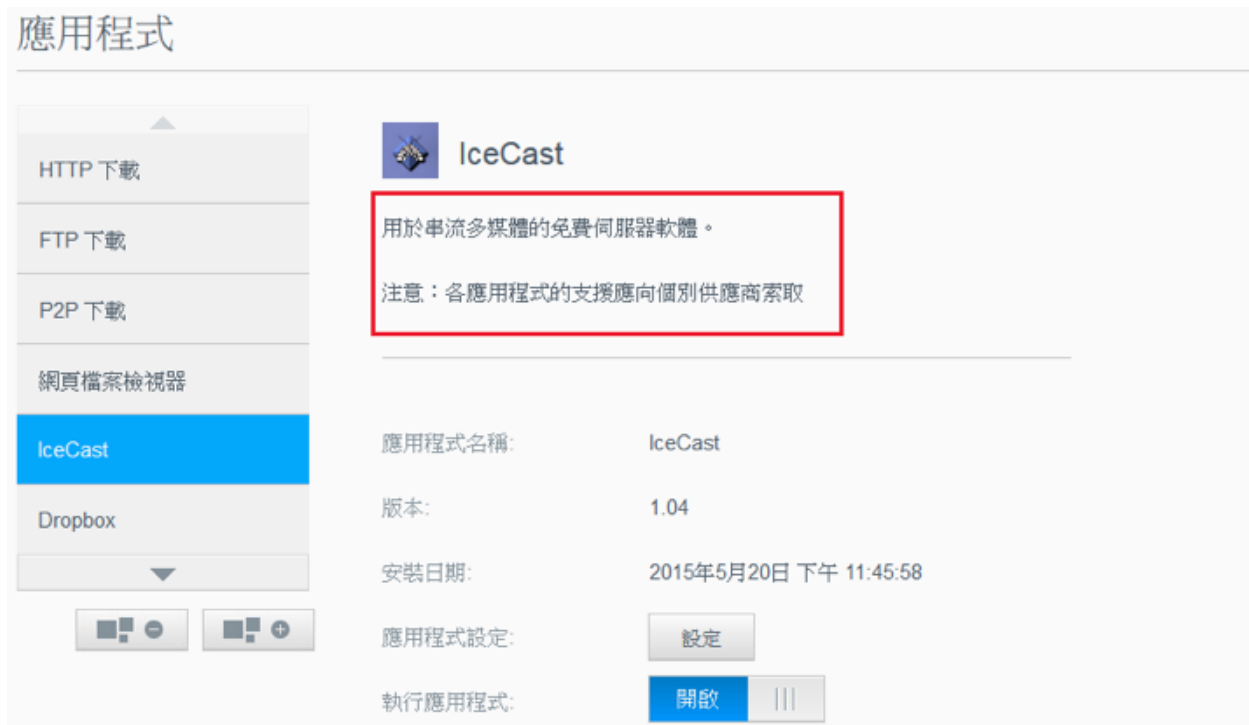 應用程式
HTTP 下載
FTP 下載
P2P 下載
網頁檔案檢視器
IceCast
Dropbox
IceCast
用於串流多媒體的免費伺服器軟體。
注意：各應用程式的支援應向個別供應商索取
應用程式名稱: IceCast
版本: 1.04
安裝日期: 2015年5月20日 下午 11:45:58
應用程式設定: 設定
執行應用程式: 開啟